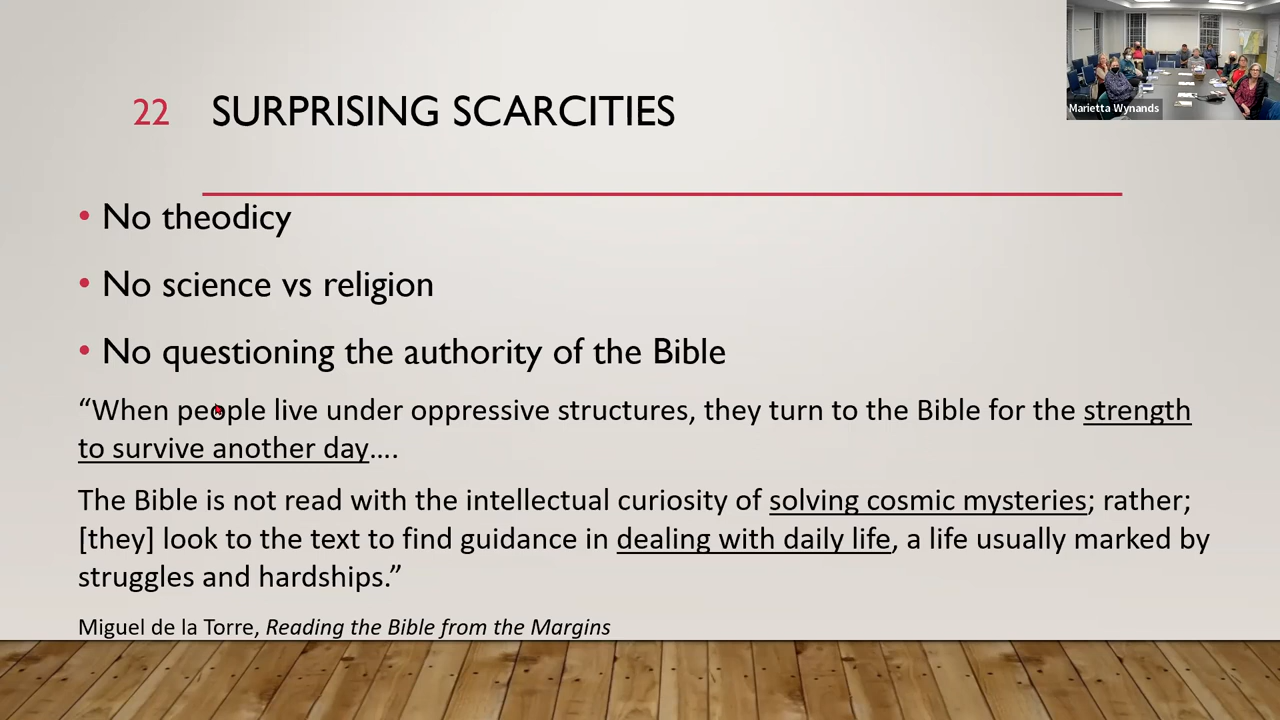 22 SURPRISING SCARCITIES
Marietta Wynands
• No theodicy
• No science vs religion
• No questioning the authority of the Bible
“When people live under oppressive structures, they turn to the Bible for the strength
to survive another day….
The Bible is not read with the intellectual curiosity of solving cosmic mysteries; rather;
[they] look to the text to find guidance in dealing with daily life, a life usually marked by
struggles and hardships.”
Miguel de la Torre, Reading the Bible from the Margins